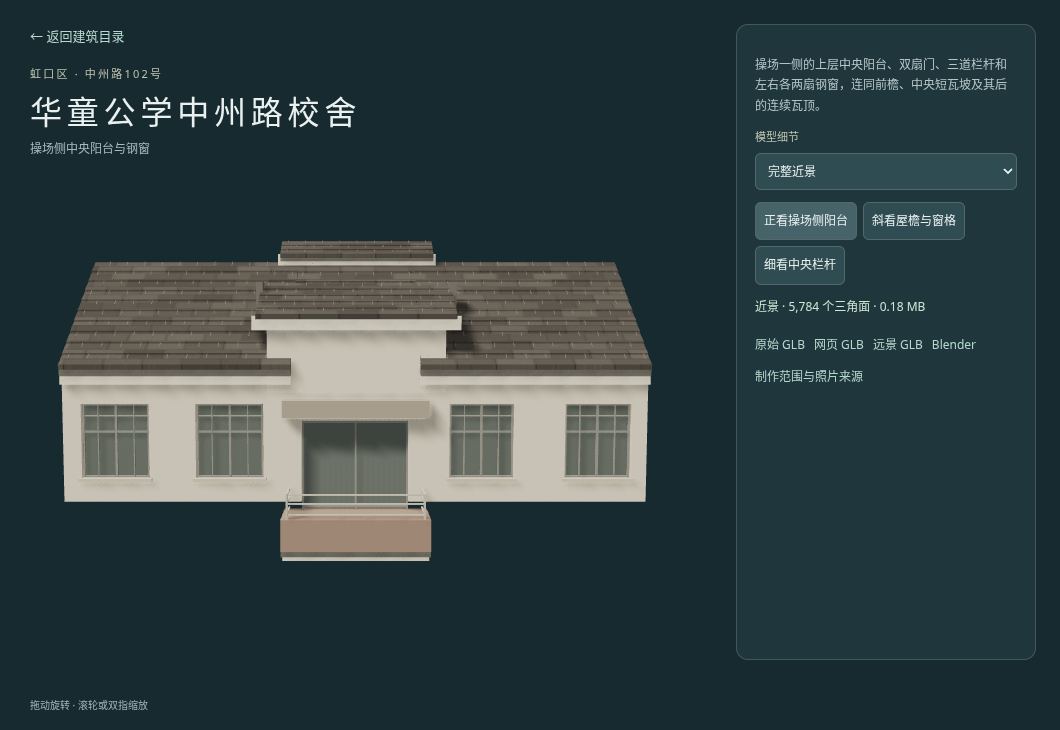 ← 返回建筑目录
虹口区 · 中州路102号
华童公学中州路校舍
操场侧中央阳台与钢窗
操场一侧的上层中央阳台、双扇门、三道栏杆和
左右各两扇钢窗，连同前檐、中央短瓦坡及其后
的连续瓦顶。
模型细节
完整近景
正看操场侧阳台
斜看屋檐与窗格
细看中央栏杆
近景 · 5,784 个三角面 · 0.18 MB
原始 GLB 网页 GLB 远景 GLB Blender
制作范围与照片来源
拖动旋转 · 滚轮或双指缩放